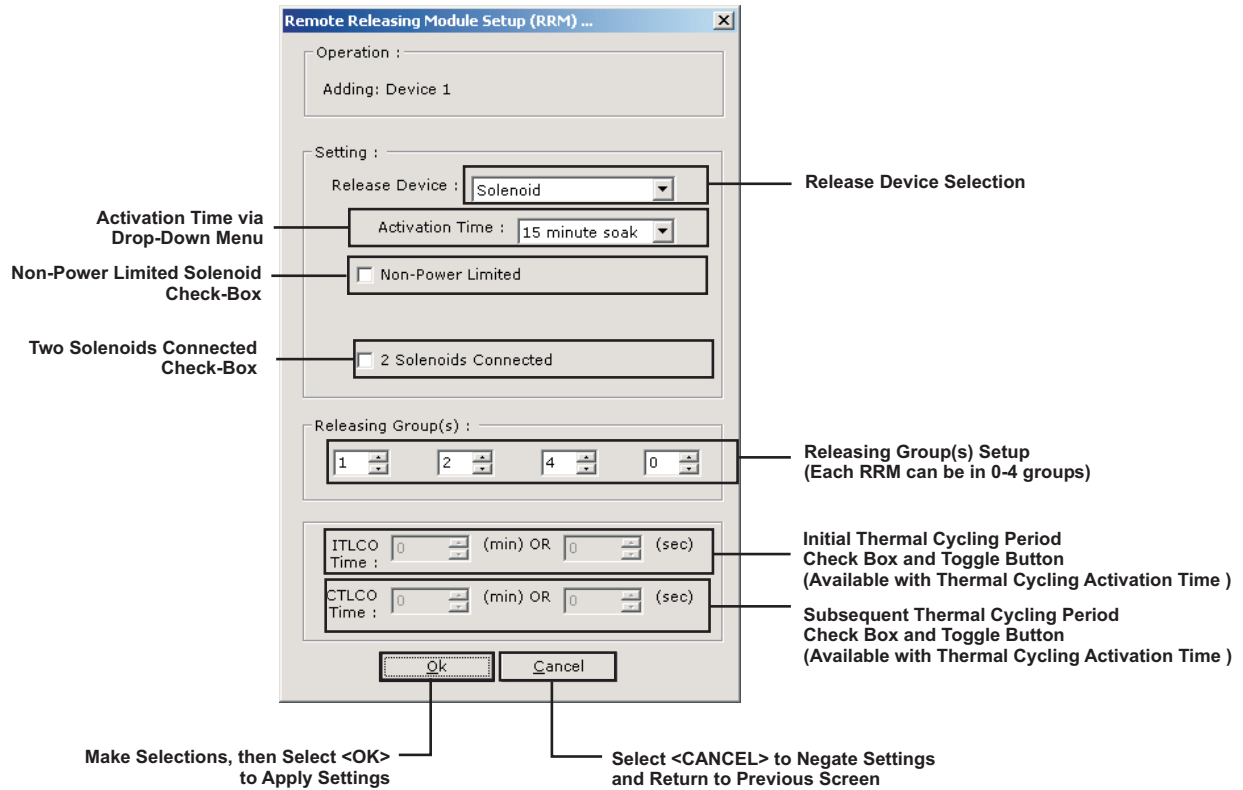 Remote Releasing Module Setup (RRM) ...
Operation :
Adding: Device 1
Setting :
Release Device :
Solenoid
Release Device Selection
Activation Time via
Drop-Down Menu
Activation Time :
15 minute soak
Non-Power Limited Solenoid
Check-Box
Non-Power Limited
Two Solenoids Connected
Check-Box
2 Solenoids Connected
Releasing Group(s) :
1 2 4 0
Releasing Group(s) Setup
(Each RRM can be in 0-4 groups)
ITLCO
Time :
0 (min) OR 0 (sec)
Initial Thermal Cycling Period
Check Box and Toggle Button
(Available with Thermal Cycling Activation Time )
CTLCO
Time :
0 (min) OR 0 (sec)
Subsequent Thermal Cycling Period
Check Box and Toggle Button
(Available with Thermal Cycling Activation Time )
Ok
Cancel
Make Selections, then Select <OK>
to Apply Settings
Select <CANCEL> to Negate Settings
and Return to Previous Screen